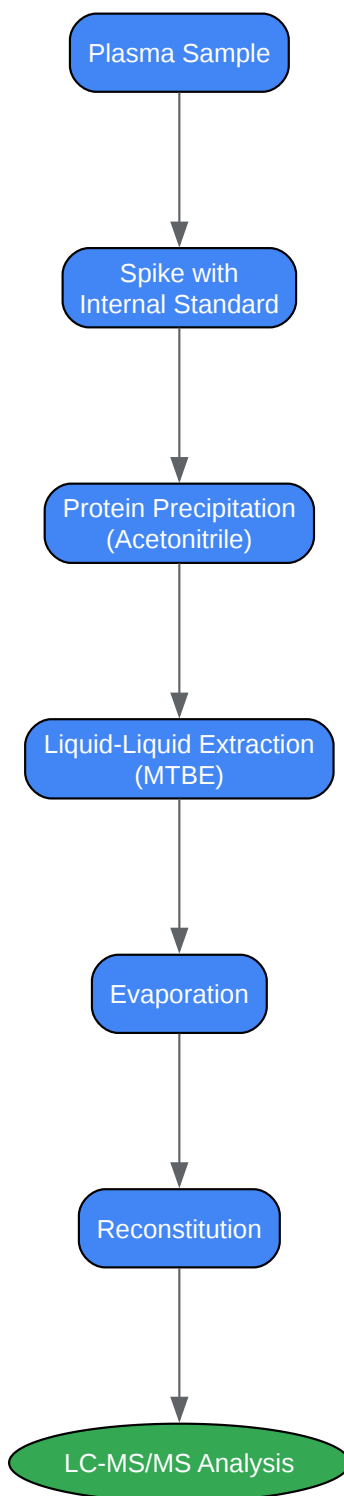 Plasma Sample
Spike with
Internal Standard
Protein Precipitation
(Acetonitrile)
Liquid-Liquid Extraction
(MTBE)
Evaporation
Reconstitution
LC-MS/MS Analysis